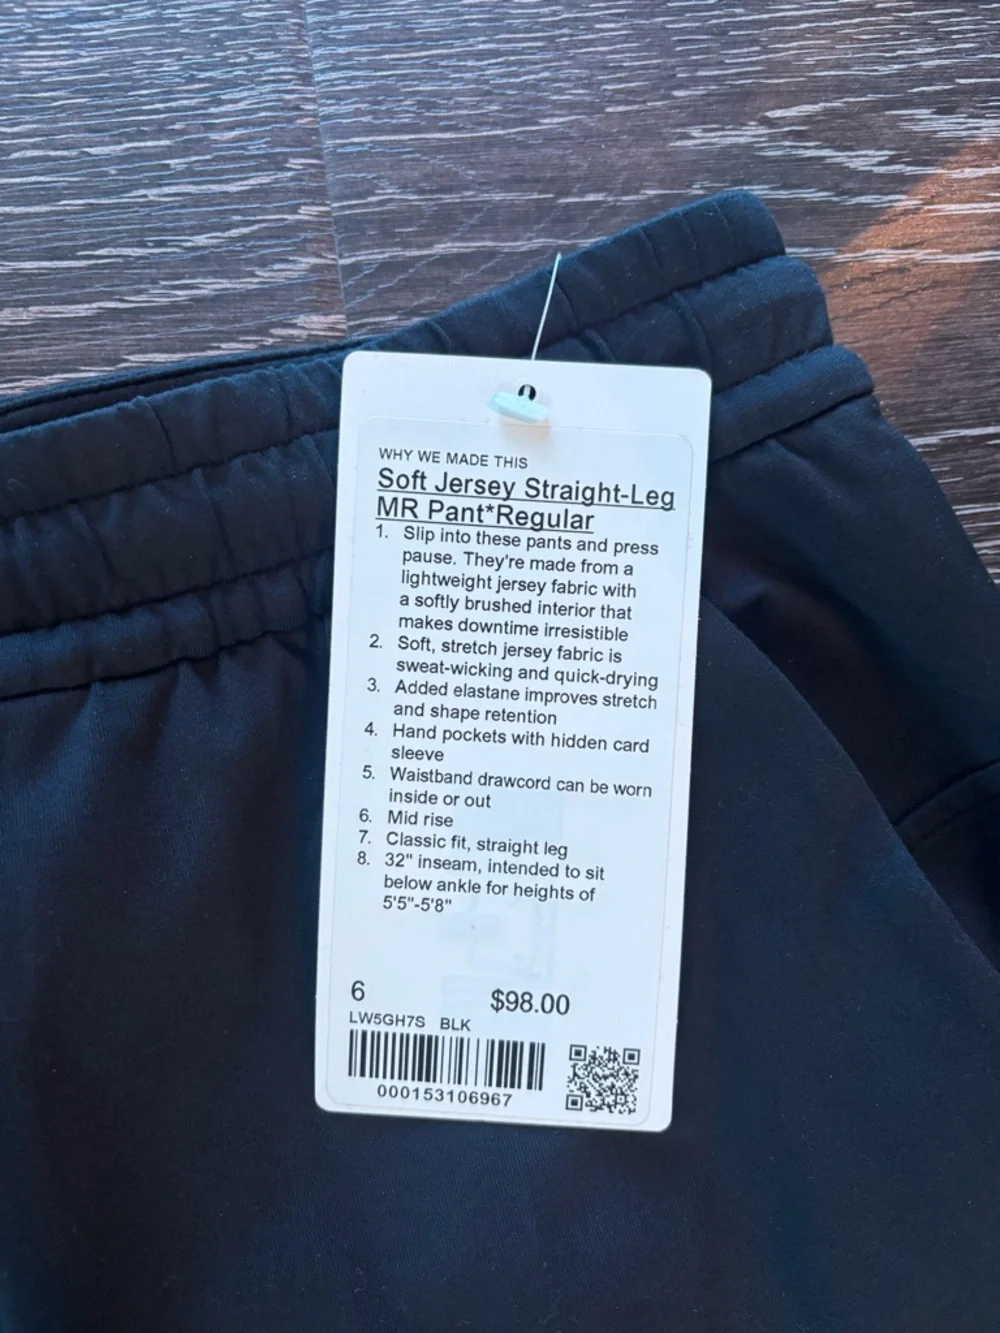 WHY WE MADE THIS
Soft Jersey Straight-Leg
MR Pant*Regular
1. Slip into these pants and press
pause. They're made from a
lightweight jersey fabric with
a softly brushed interior that
makes downtime irresistible
2. Soft, stretch jersey fabric is
sweat-wicking and quick-drying
3. Added elastane improves stretch
and shape retention
4. Hand pockets with hidden card
sleeve
5. Waistband drawcord can be worn
inside or out
6. Mid rise
7. Classic fit, straight leg
8. 32" inseam, intended to sit
below ankle for heights of
5'5"-5'8"
6 $98.00
LW5GH7S BLK
000153106967